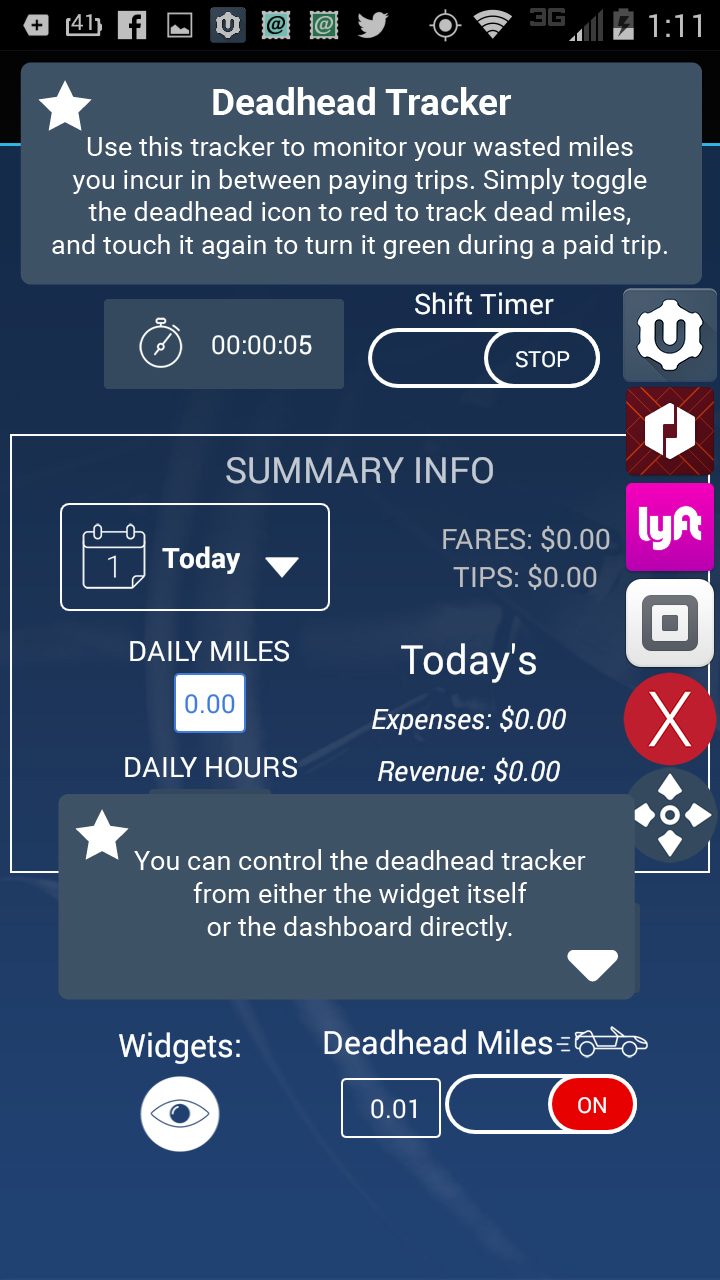 41
3G
1:11
Deadhead Tracker
Use this tracker to monitor your wasted miles
you incur in between paying trips. Simply toggle
the deadhead icon to red to track dead miles,
and touch it again to turn it green during a paid trip.
Shift Timer
00:00:05
STOP
U
SUMMARY INFO
lyft
1
Today
FARES: $0.00
TIPS: $0.00
DAILY MILES
Today's
0.00
Expenses: $0.00
X
DAILY HOURS
Revenue: $0.00
You can control the deadhead tracker
from either the widget itself
or the dashboard directly.
Widgets:
Deadhead Miles
0.01
ON